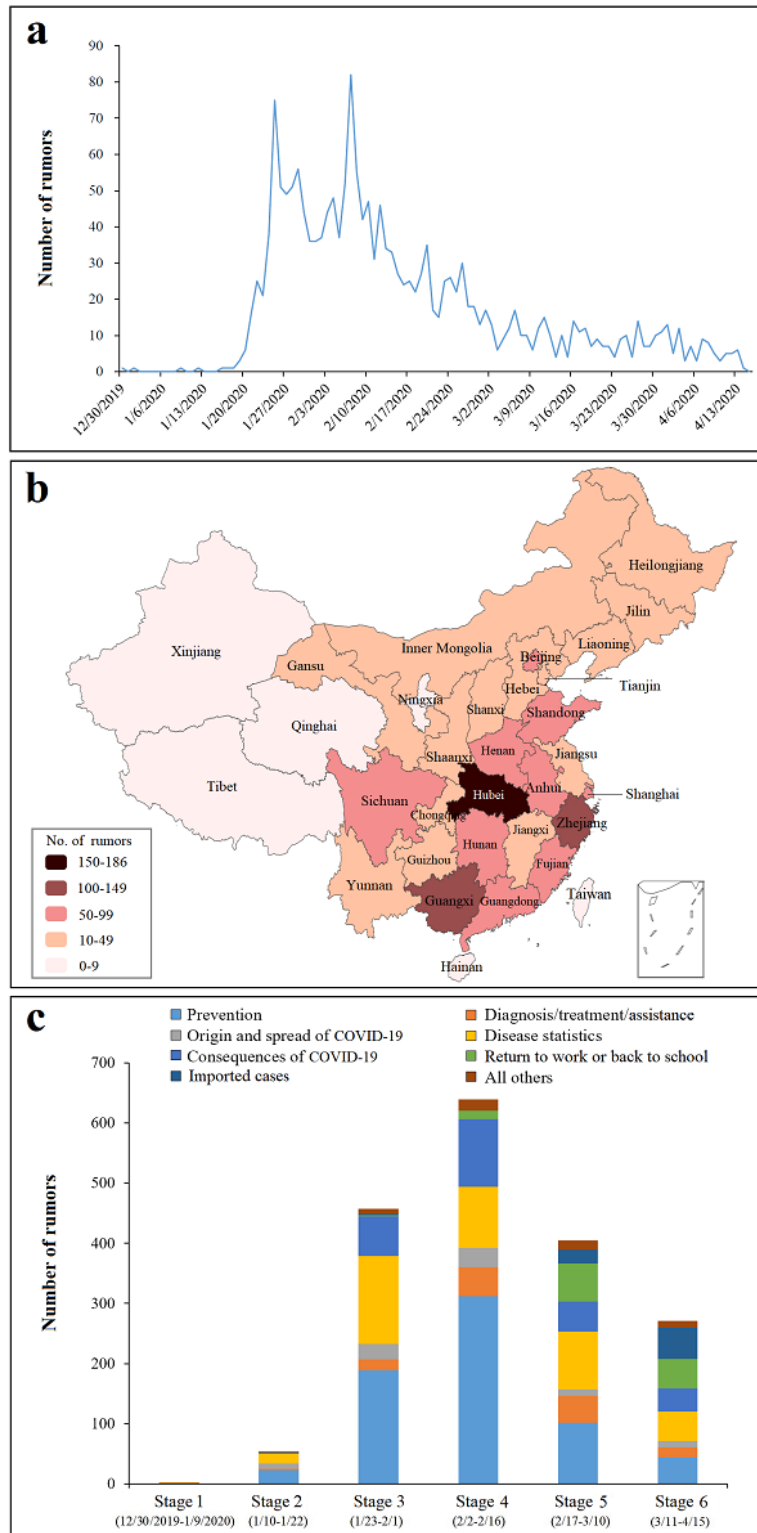 a
Number of rumors
90
80
70
60
50
40
30
20
10
0
12/30/2019
1/6/2020
1/13/2020
1/20/2020
1/27/2020
2/3/2020
2/10/2020
2/17/2020
2/24/2020
3/2/2020
3/9/2020
3/16/2020
3/23/2020
3/30/2020
4/6/2020
4/13/2020
b
Heilongjiang
Jilin
Inner Mongolia
Liaoning
Xinjiang
Beijing
Gansu
Tianjin
Hebei
Ningxia
Shanxi
Shandong
Qinghai
Henan
Shaanxi
Jiangsu
Tibet
Hubei
Anhui
Shanghai
Sichuan
Chongqing
Zhejiang
Jiangxi
Hunan
Guizhou
Fujian
Yunnan
Guangxi
Guangdong
Taiwan
Hainan
No. of rumors
150-186
100-149
50-99
10-49
0-9
c
Prevention
Diagnosis/treatment/assistance
Origin and spread of COVID-19
Disease statistics
Consequences of COVID-19
Return to work or back to school
Imported cases
All others
Number of rumors
700
600
500
400
300
200
100
0
Stage 1 Stage 2 Stage 3 Stage 4 Stage 5 Stage 6
(12/30/2019-1/9/2020) (1/10-1/22) (1/23-2/1) (2/2-2/16) (2/17-3/10) (3/11-4/15)